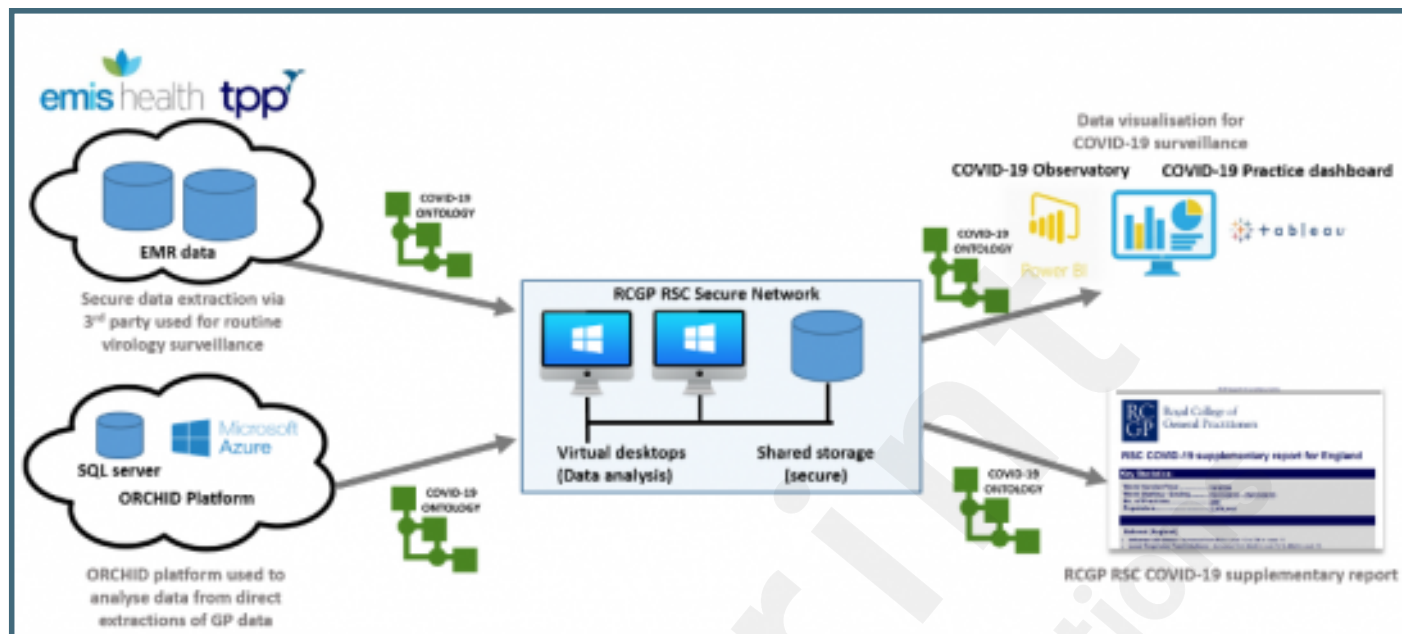 emis health tpp
EMR data
Secure data extraction via
3rd party used for routine
virology surveillance
SQL server
Microsoft
Azure
ORCHID Platform
ORCHID platform used to
analyse data from direct
extractions of GP data
COVID-19
ONTOLOGY
COVID-19
ONTOLOGY
RCGP RSC Secure Network
Virtual desktops
(Data analysis)
Shared storage
(secure)
COVID-19
ONTOLOGY
COVID-19
ONTOLOGY
Data visualisation for
COVID-19 surveillance
COVID-19 Observatory
COVID-19 Practice dashboard
Power BI
+ableau
RC
GP
Royal College of
General Practitioners
RSC COVID-19 supplementary report for England
Key Statistics
RCGP RSC COVID-19 supplementary report